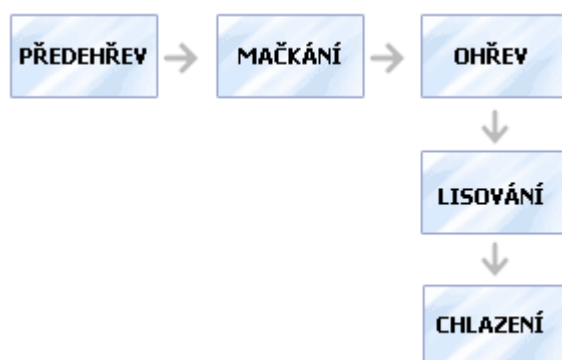 PŘEDEHŘEV
MAČKÁNÍ
OHŘEV
LISOVÁNÍ
CHLAZENÍ